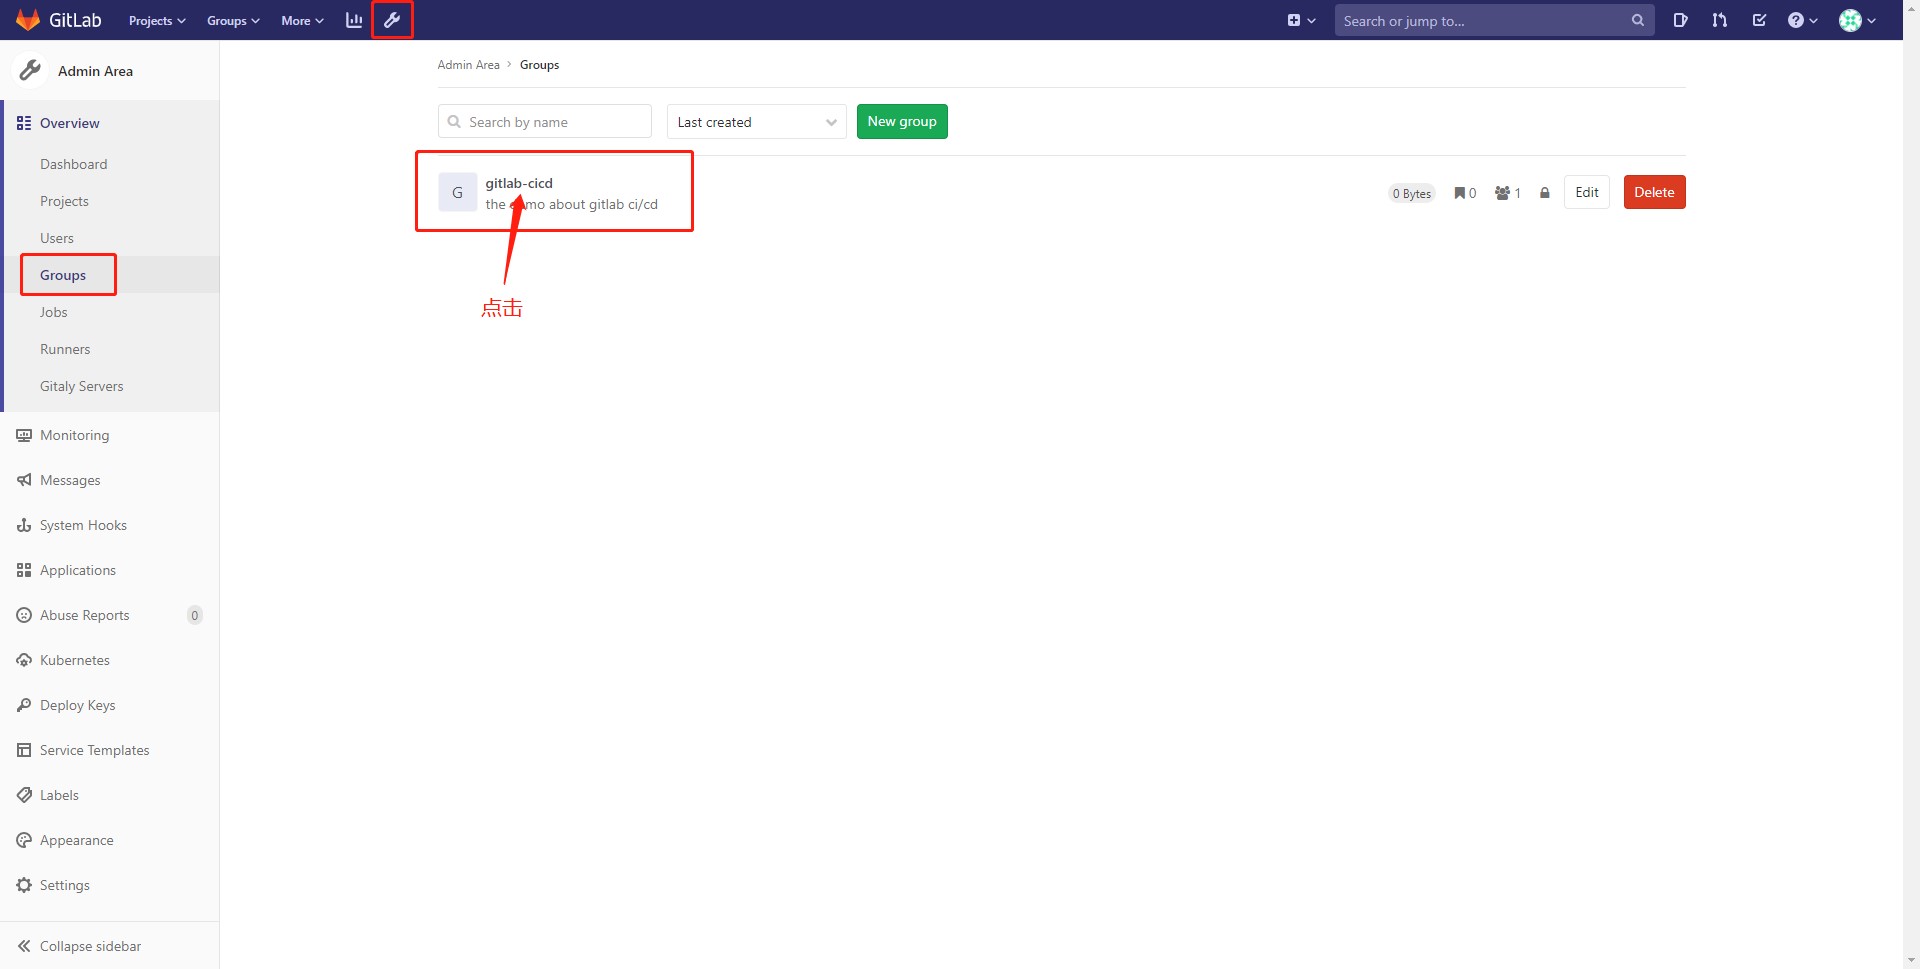 GitLab Projects Groups More Search or jump to...
Admin Area
Admin Area > Groups
Search by name Last created New group
Overview
Dashboard
Projects
Users
Groups
Jobs
Runners
Gitaly Servers
Monitoring
Messages
System Hooks
Applications
Abuse Reports 0
Kubernetes
Deploy Keys
Service Templates
Labels
Appearance
Settings
Collapse sidebar
G
gitlab-cicd
the demo about gitlab ci/cd
0 Bytes 0 1 Edit Delete
点击